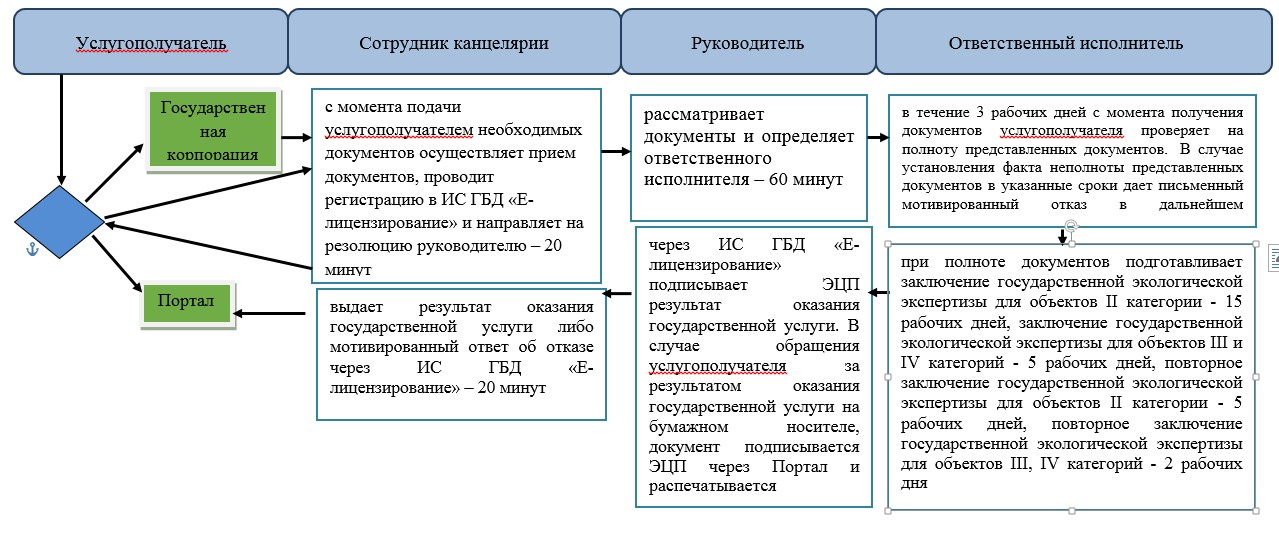 Услугополучатель
Сотрудник канцелярии
Руководитель
Ответственный исполнитель
Государствен
ная
корпорация
с момента подачи
услугополучателем необходимых
документов осуществляет прием
документов, проводит
регистрацию в ИС ГБД «Е-
лицензирование» и направляет на
резолюцию руководителю – 20
минут
рассматривает
документы и определяет
ответственного
исполнителя – 60 минут
в течение 3 рабочих дней с момента получения
документов услугополучателя проверяет на
полноту представленных документов. В случае
установления факта неполноты представленных
документов в указанные сроки дает письменный
мотивированный отказ в дальнейшем
Портал
выдает результат оказания
государственной услуги либо
мотивированный ответ об отказе
через ИС ГБД «Е-
лицензирование» – 20 минут
через ИС ГБД «Е-
лицензирование»
подписывает ЭЦП
результат оказания
государственной услуги. В
случае обращения
услугополучателя за
результатом оказания
государственной услуги на
бумажном носителе,
документ подписывается
ЭЦП через Портал и
распечатывается
при полноте документов подготавливает
заключение государственной экологической
экспертизы для объектов II категории - 15
рабочих дней, заключение государственной
экологической экспертизы для объектов III и
IV категорий - 5 рабочих дней, повторное
заключение государственной экологической
экспертизы для объектов II категории - 5
рабочих дней, повторное заключение
государственной экологической экспертизы
для объектов III, IV категорий - 2 рабочих
дня